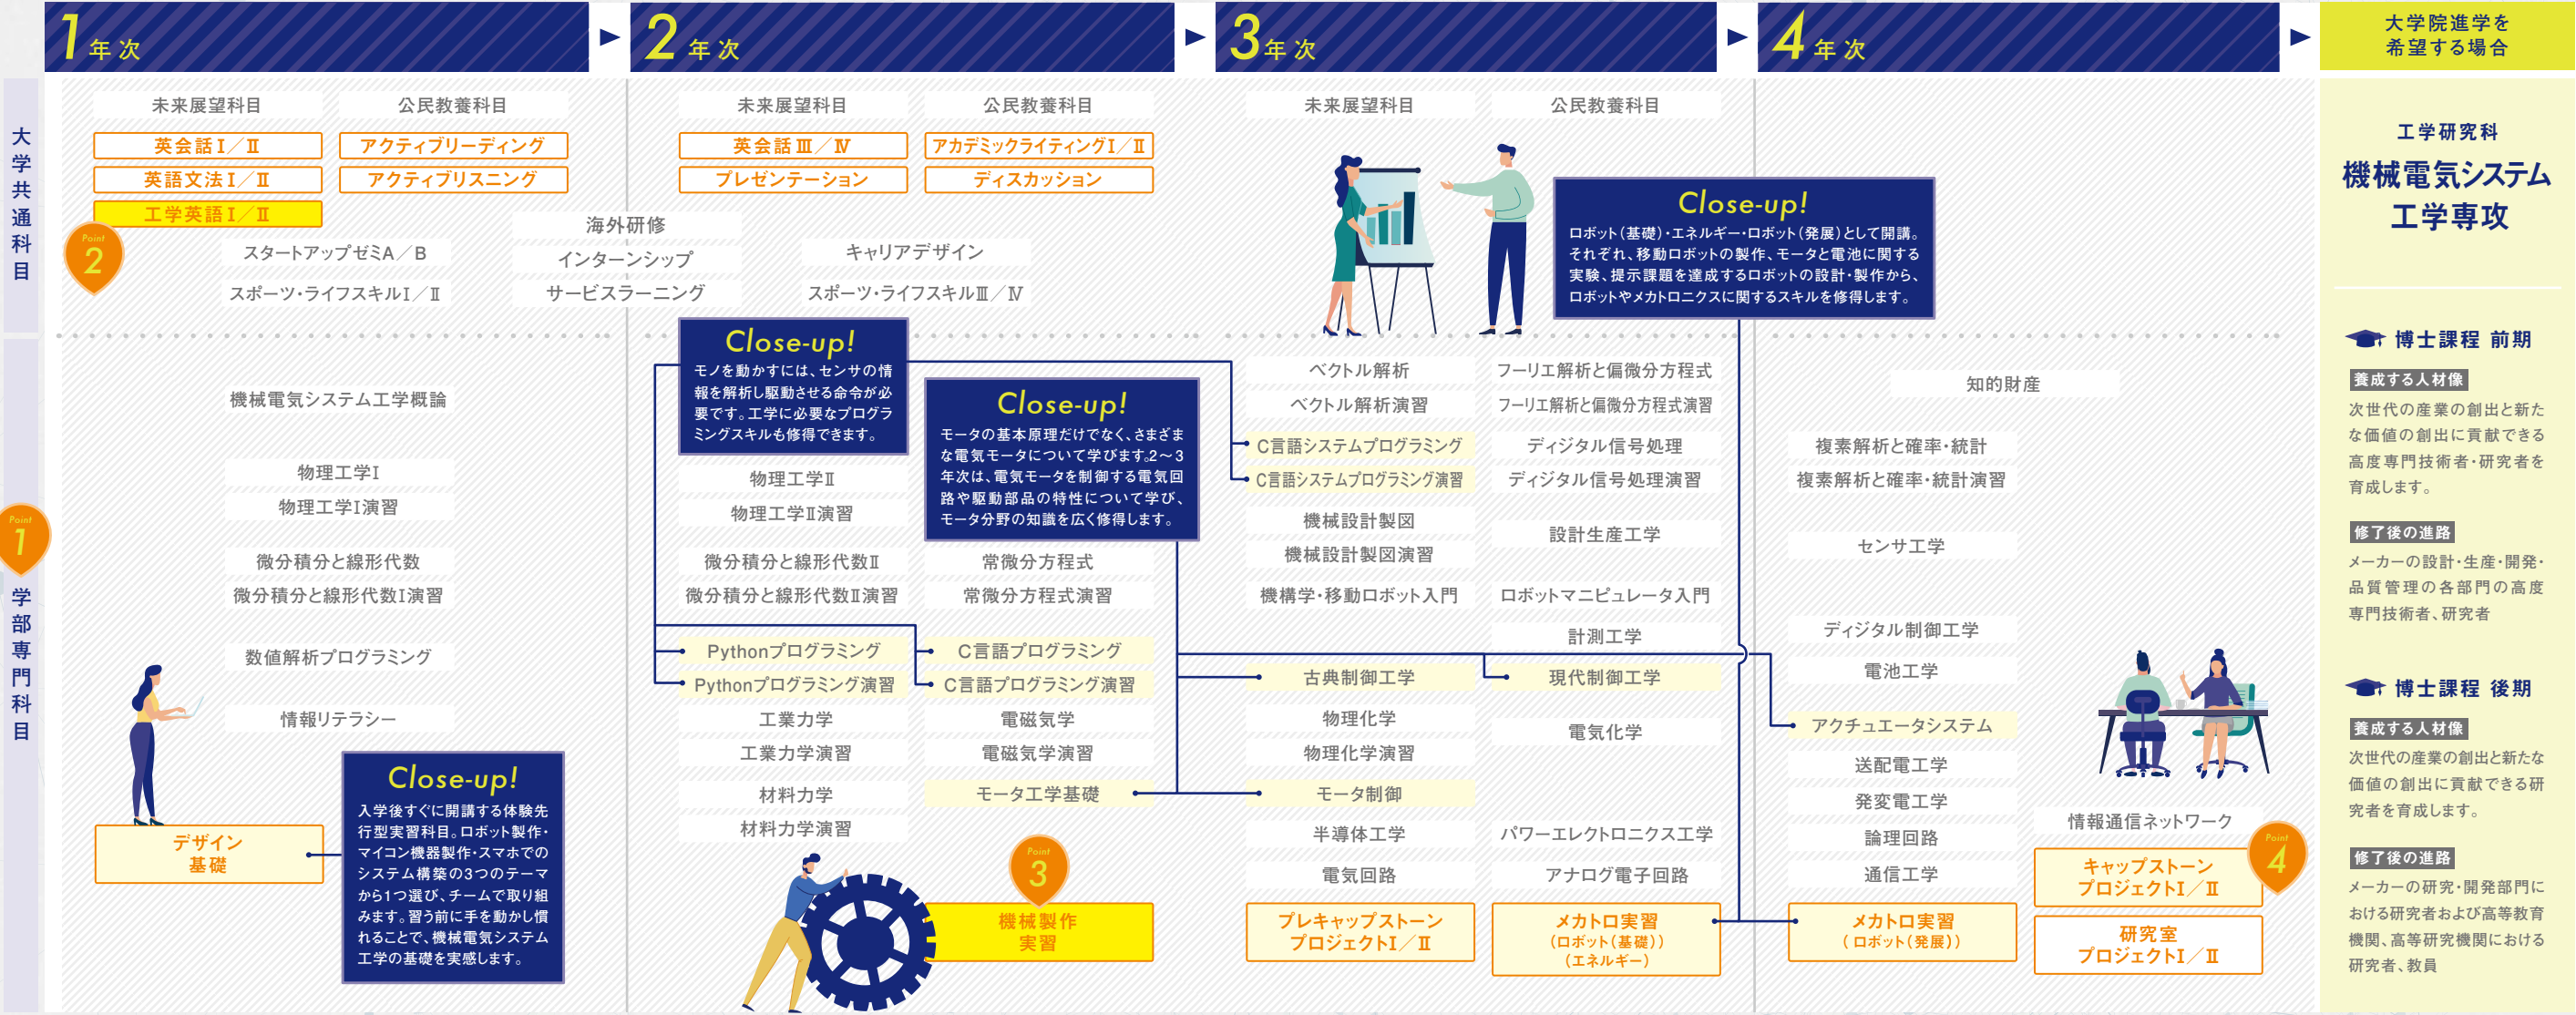 1年次
2年次
3年次
4年次
大学院進学を
希望する場合
大学共通科目
未来展望科目
英会話Ⅰ／Ⅱ
英語文法Ⅰ／Ⅱ
工学英語Ⅰ／Ⅱ
公民教養科目
アクティブリーディング
アクティブリスニング
Point
2
スタートアップゼミA／B
スポーツ・ライフスキルⅠ／Ⅱ
海外研修
インターンシップ
サービスラーニング
未来展望科目
英会話Ⅲ／Ⅳ
プレゼンテーション
公民教養科目
アカデミックライティングⅠ／Ⅱ
ディスカッション
キャリアデザイン
スポーツ・ライフスキルⅢ／Ⅳ
未来展望科目
公民教養科目
Close-up!
ロボット（基礎）・エネルギー・ロボット（発展）として開講。
それぞれ、移動ロボットの製作、モータと電池に関する
実験、提示課題を達成するロボットの設計・製作から、
ロボットやメカトロニクスに関するスキルを修得します。
Point
1
学部専門科目
機械電気システム工学概論
物理工学Ⅰ
物理工学Ⅰ演習
微分積分と線形代数
微分積分と線形代数Ⅰ演習
数値解析プログラミング
情報リテラシー
デザイン
基礎
Close-up!
入学後すぐに開講する体験先
行型実習科目。ロボット製作・
マイコン機器製作・スマホでの
システム構築の3つのテーマ
から1つ選び、チームで取り組
みます。習う前に手を動かし慣
れることで、機械電気システム
工学の基礎を実感します。
Close-up!
モノを動かすには、センサの情
報を解析し駆動させる命令が必
要です。工学に必要なプログラ
ミングスキルも修得できます。
物理工学Ⅱ
物理工学Ⅱ演習
微分積分と線形代数Ⅱ
微分積分と線形代数Ⅱ演習
Pythonプログラミング
Pythonプログラミング演習
工業力学
工業力学演習
材料力学
材料力学演習
Close-up!
モータの基本原理だけでなく、さまざま
な電気モータについて学びます。2～3
年次は、電気モータを制御する電気回
路や駆動部品の特性について学び、
モータ分野の知識を広く修得します。
常微分方程式
常微分方程式演習
C言語プログラミング
C言語プログラミング演習
電磁気学
電磁気学演習
モータ工学基礎
Point
3
機械製作
実習
ベクトル解析
ベクトル解析演習
C言語システムプログラミング
C言語システムプログラミング演習
機械設計製図
機械設計製図演習
機構学・移動ロボット入門
古典制御工学
物理化学
物理化学演習
モータ制御
半導体工学
電気回路
プレキャップストーン
プロジェクトⅠ／Ⅱ
フーリエ解析と偏微分方程式
フーリエ解析と偏微分方程式演習
ディジタル信号処理
ディジタル信号処理演習
設計生産工学
ロボットマニピュレータ入門
計測工学
現代制御工学
電気化学
パワーエレクトロニクス工学
アナログ電子回路
メカトロ実習
（ロボット（基礎））
（エネルギー）
知的財産
複素解析と確率・統計
複素解析と確率・統計演習
センサ工学
ディジタル制御工学
電池工学
アクチュエータシステム
送配電工学
発変電工学
論理回路
通信工学
メカトロ実習
（ロボット（発展））
情報通信ネットワーク
Point
4
キャップストーン
プロジェクトⅠ／Ⅱ
研究室
プロジェクトⅠ／Ⅱ
工学研究科
機械電気システム
工学専攻
博士課程 前期
養成する人材像
次世代の産業の創出と新た
な価値の創出に貢献できる
高度専門技術者・研究者を
育成します。
修了後の進路
メーカーの設計・生産・開発・
品質管理の各部門の高度
専門技術者、研究者
博士課程 後期
養成する人材像
次世代の産業の創出と新たな
価値の創出に貢献できる研
究者を育成します。
修了後の進路
メーカーの研究・開発部門に
おける研究者および高等教育
機関、高等研究機関における
研究者、教員